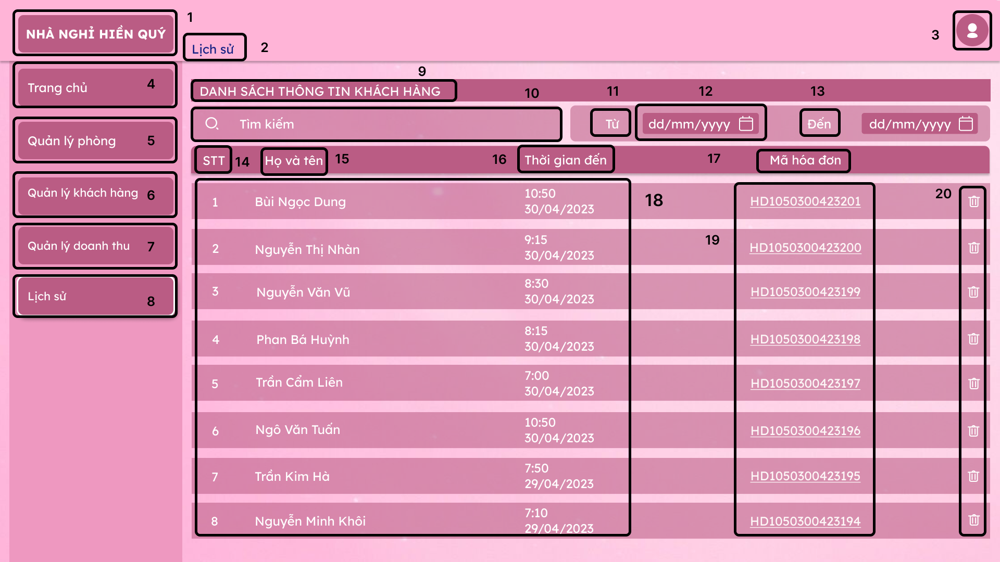 NHÀ NGHỈ HIỀN QUÝ
1
Lịch sử
2
3
Trang chủ 4
Quản lý phòng 5
Quản lý khách hàng 6
Quản lý doanh thu 7
Lịch sử 8
9
DANH SÁCH THÔNG TIN KHÁCH HÀNG
10 11 12 13
Tìm kiếm Từ dd/mm/yyyy Đến dd/mm/yyyy
STT 14 Họ và tên 15 16 Thời gian đến 17 Mã hóa đơn
18 19 20
1 Bùi Ngọc Dung 10:50 30/04/2023 HD1050300423201
2 Nguyễn Thị Nhàn 9:15 30/04/2023 HD1050300423200
3 Nguyễn Văn Vũ 8:30 30/04/2023 HD1050300423199
4 Phan Bá Huỳnh 8:15 30/04/2023 HD1050300423198
5 Trần Cẩm Liên 7:00 30/04/2023 HD1050300423197
6 Ngô Văn Tuấn 10:50 30/04/2023 HD1050300423196
7 Trần Kim Hà 7:50 29/04/2023 HD1050300423195
8 Nguyễn Minh Khôi 7:10 29/04/2023 HD1050300423194